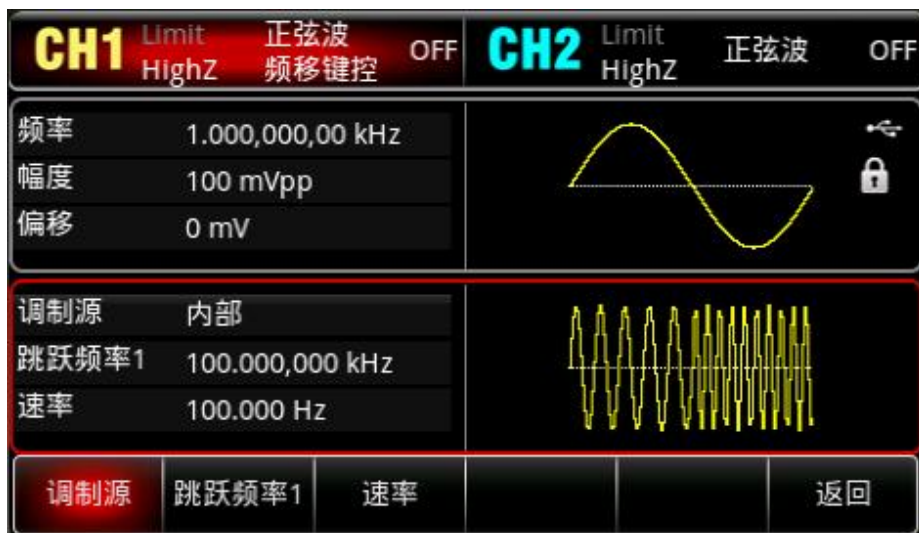 CH1 Limit 正弦波 OFF CH2 Limit 正弦波 OFF
HighZ 频移键控 HighZ
频率 1.000,000,00 kHz
幅度 100 mVpp
偏移 0 mV
调制源 内部
跳跃频率1 100.000,000 kHz
速率 100.000 Hz
调制源 跳跃频率1 速率 返回